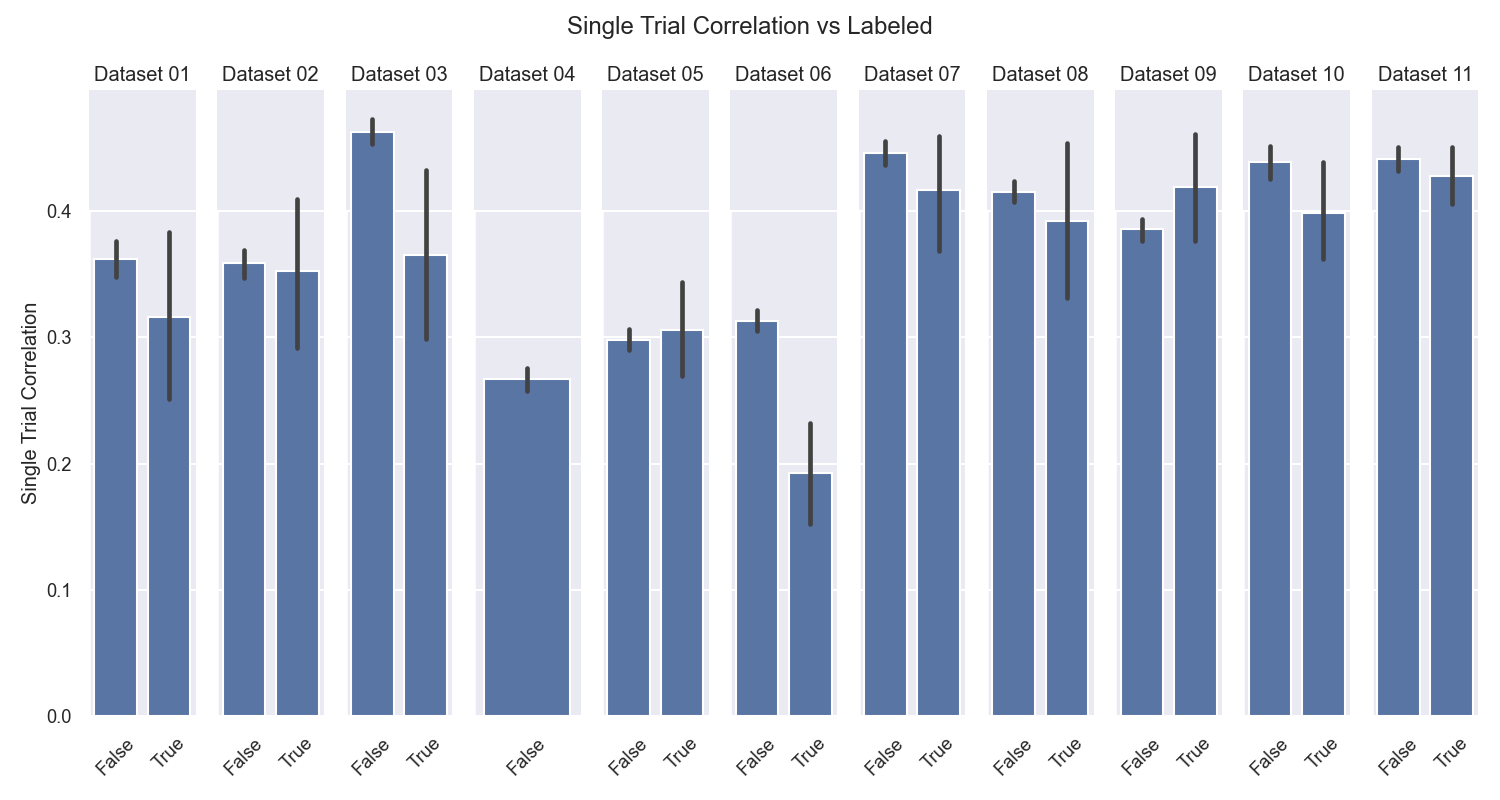 Single Trial Correlation vs Labeled
Dataset 01
Dataset 02
Dataset 03
Dataset 04
Dataset 05
Dataset 06
Dataset 07
Dataset 08
Dataset 09
Dataset 10
Dataset 11
Single Trial Correlation
0.4
0.3
0.2
0.1
0.0
False
True
False
True
False
True
False
False
True
False
True
False
True
False
True
False
True
False
True
False
True